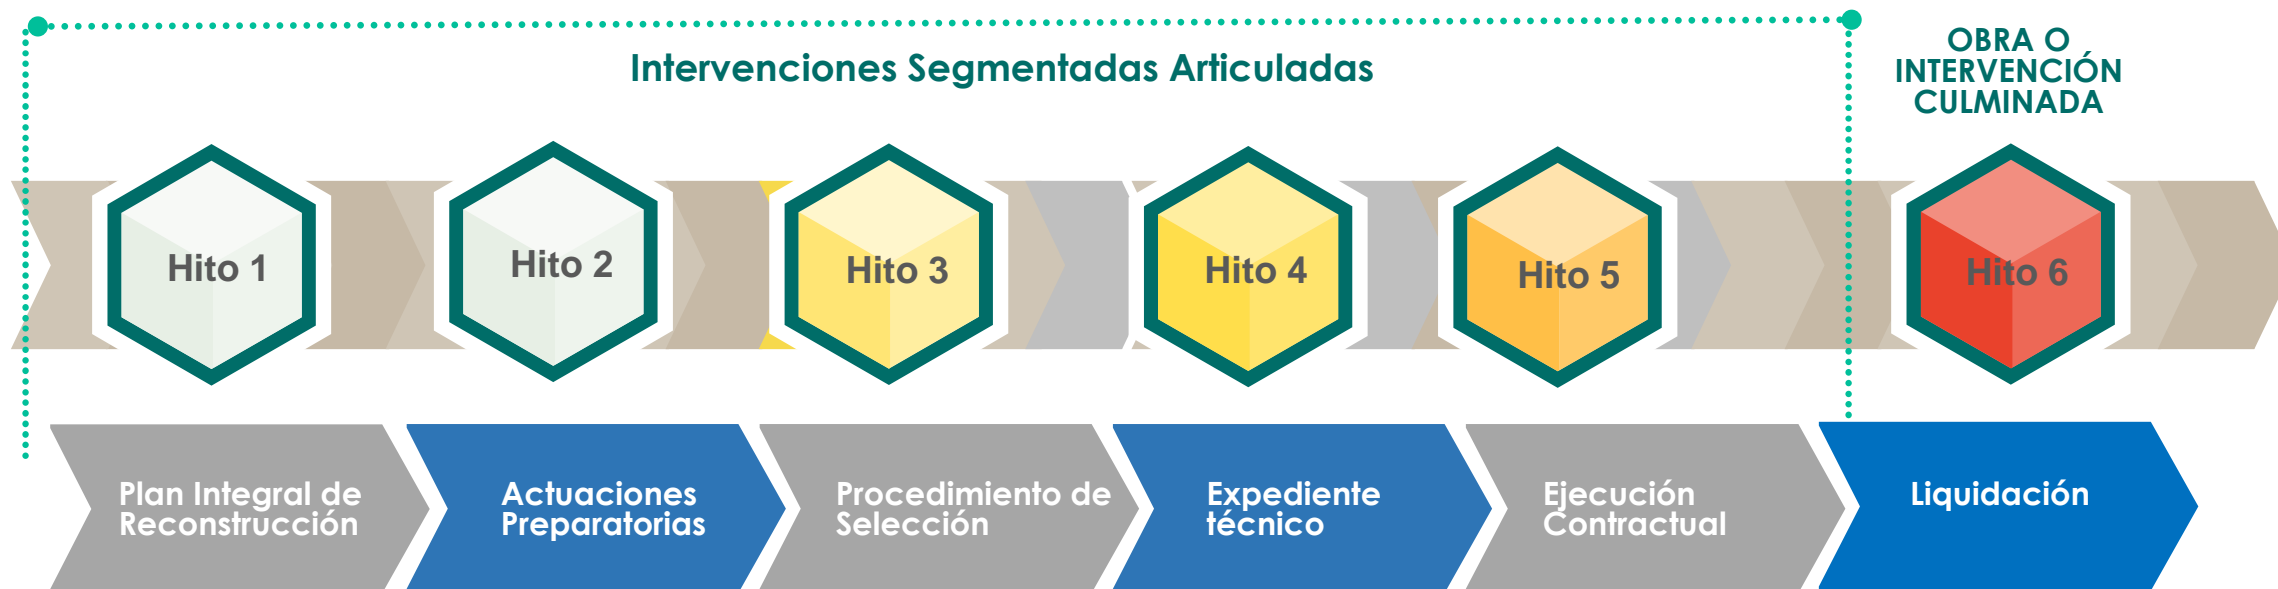 Intervenciones Segmentadas Articuladas
OBRA O
INTERVENCIÓN
CULMINADA
Hito 1
Hito 2
Hito 3
Hito 4
Hito 5
Hito 6
Plan Integral de
Reconstrucción
Actuaciones
Preparatorias
Procedimiento de
Selección
Expediente
técnico
Ejecución
Contractual
Liquidación